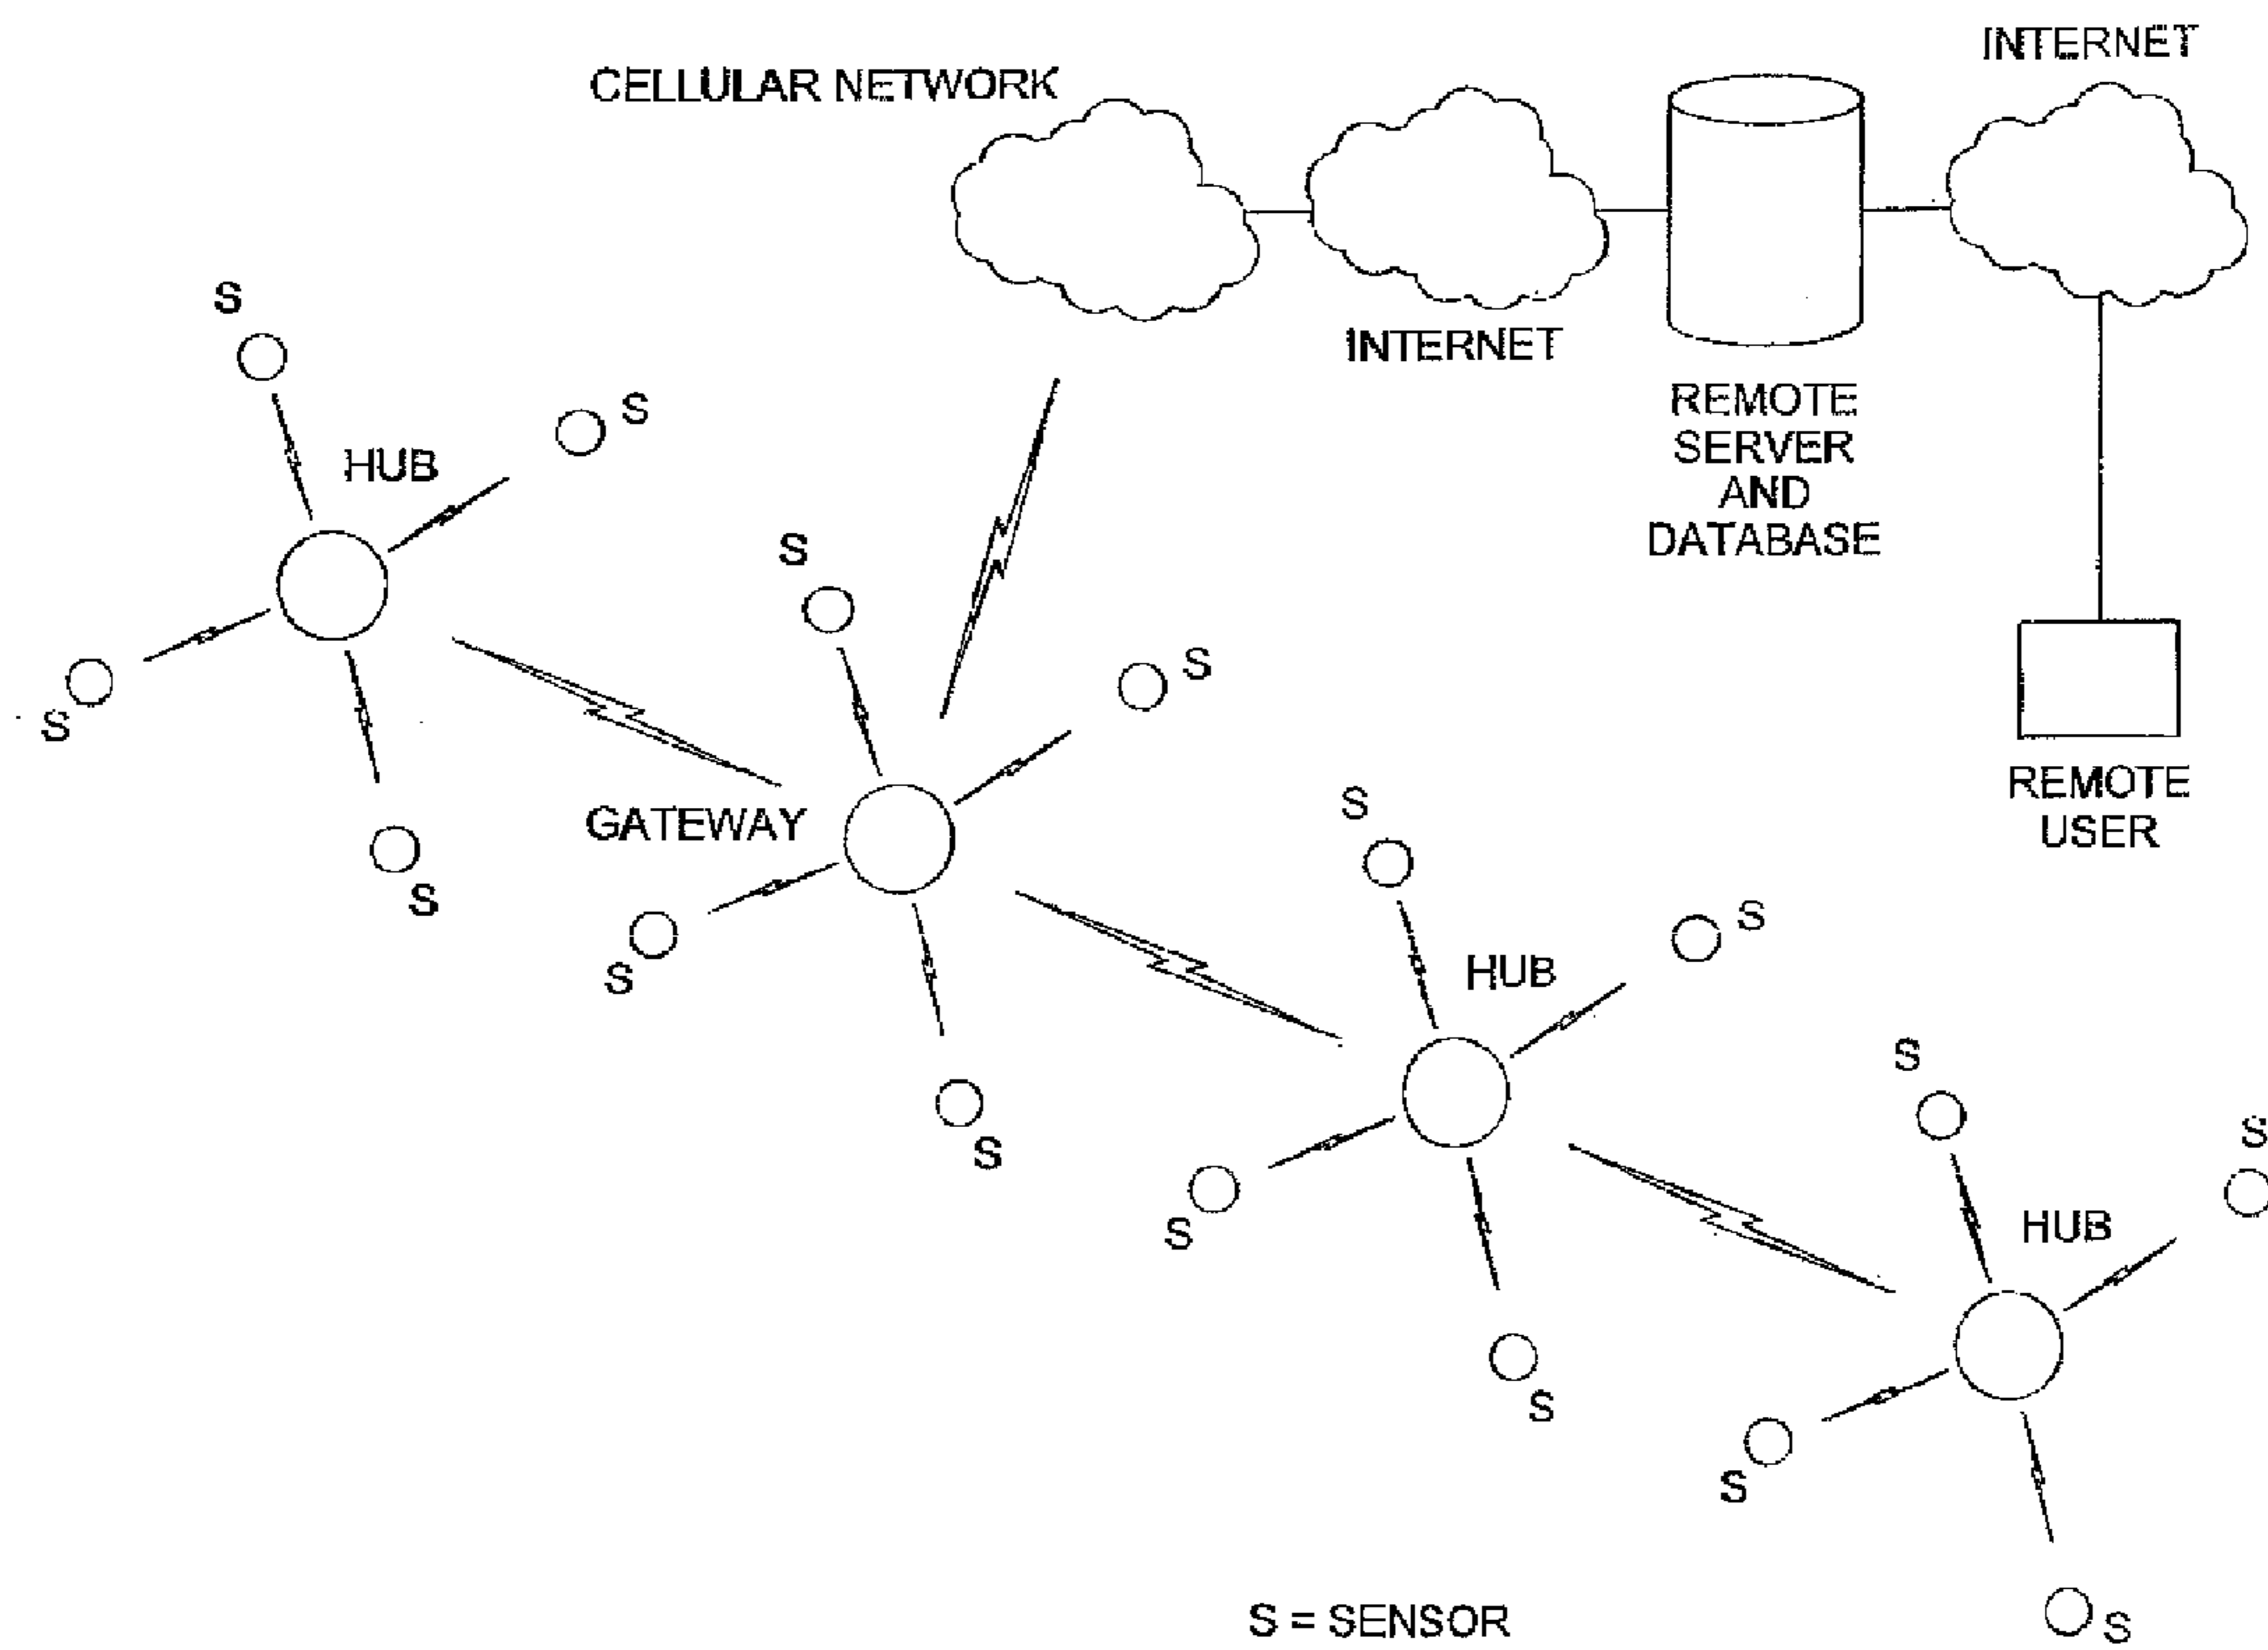 INTERNET
CELLULAR NETWORK
INTERNET
REMOTE
SERVER
AND
DATABASE
S
S
HUB
S
S
S
S
GATEWAY
S
S
REMOTE
USER
S
S
HUB
S
S
S
S
HUB
S
S
S = SENSOR